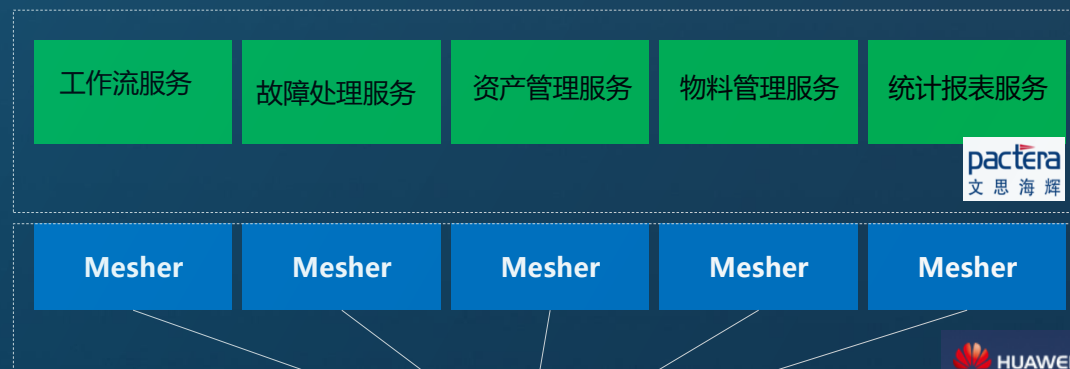 工作流服务
故障处理服务
资产管理服务
物料管理服务
统计报表服务
pactera
文思海辉
Mesher
Mesher
Mesher
Mesher
Mesher
HUAWEI